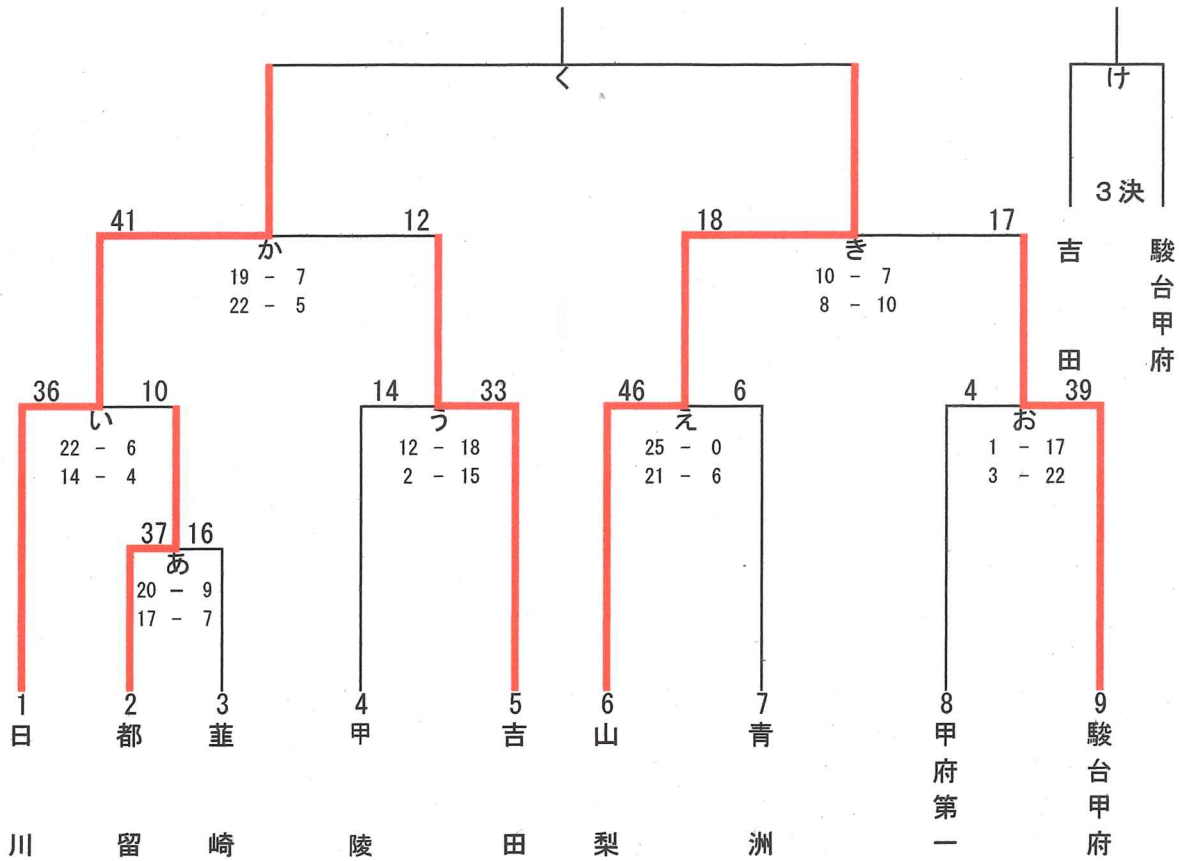 く
け
3決
吉田
駿台甲府
41 12
か
19 - 7
22 - 5
18 17
き
10 - 7
8 - 10
36 10
い
22 - 6
14 - 4
14 33
う
12 - 18
2 - 15
46 6
え
25 - 0
21 - 6
4 39
お
1 - 17
3 - 22
37 16
あ
20 - 9
17 - 7
1
日川
2
都留
3
韮崎
4
甲陵
5
吉田
6
山梨
7
青洲
8
甲府第一
9
駿台甲府